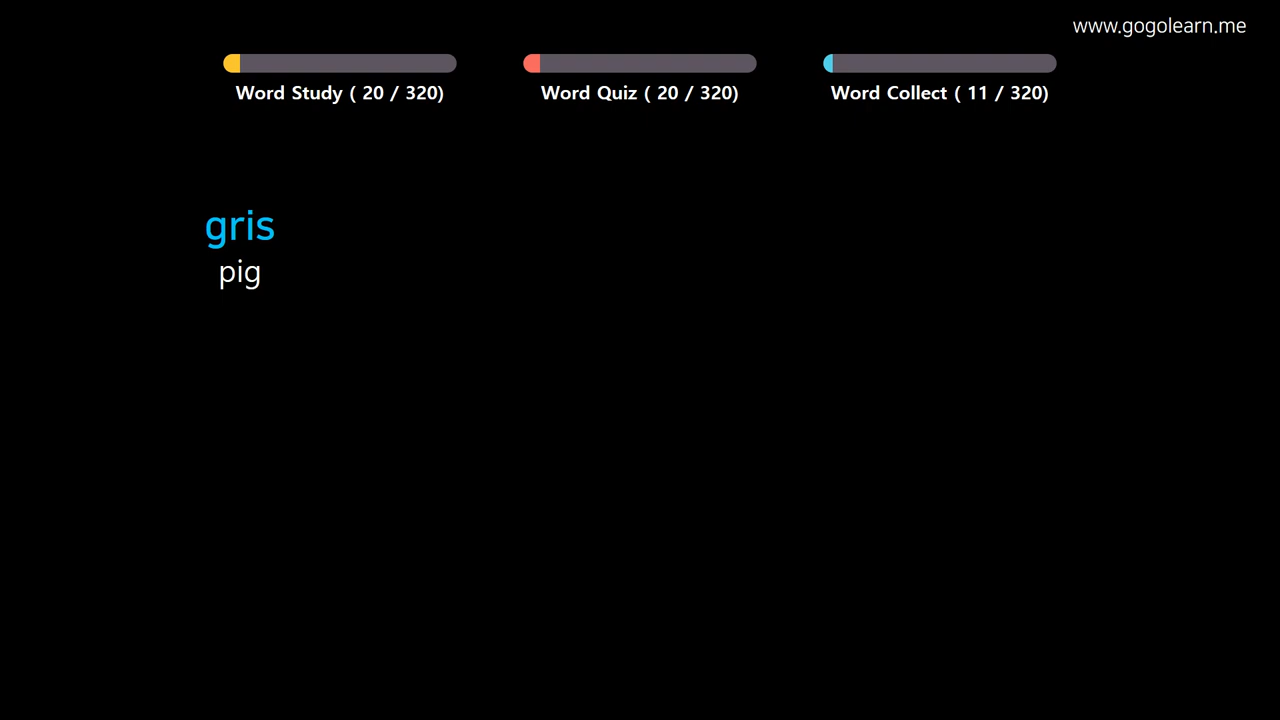 www.gogolearn.me
Word Study ( 20 / 320)
Word Quiz ( 20 / 320)
Word Collect ( 11 / 320)
gris
pig